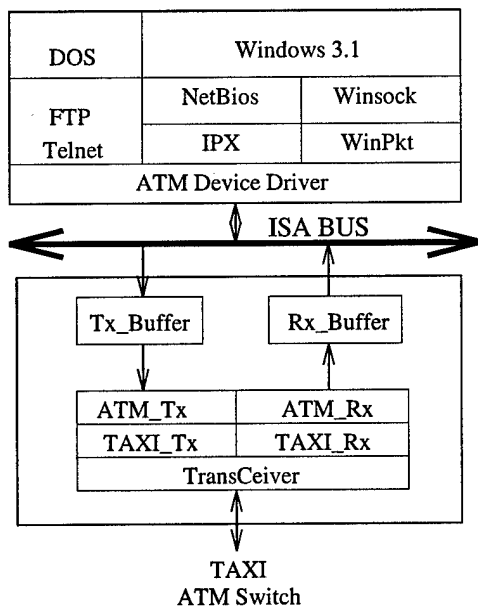 DOS
Windows 3.1
FTP
Telnet
NetBios
Winsock
IPX
WinPkt
ATM Device Driver
ISA BUS
Tx_Buffer
Rx_Buffer
ATM_Tx
ATM_Rx
TAXI_Tx
TAXI_Rx
TransCeiver
TAXI
ATM Switch